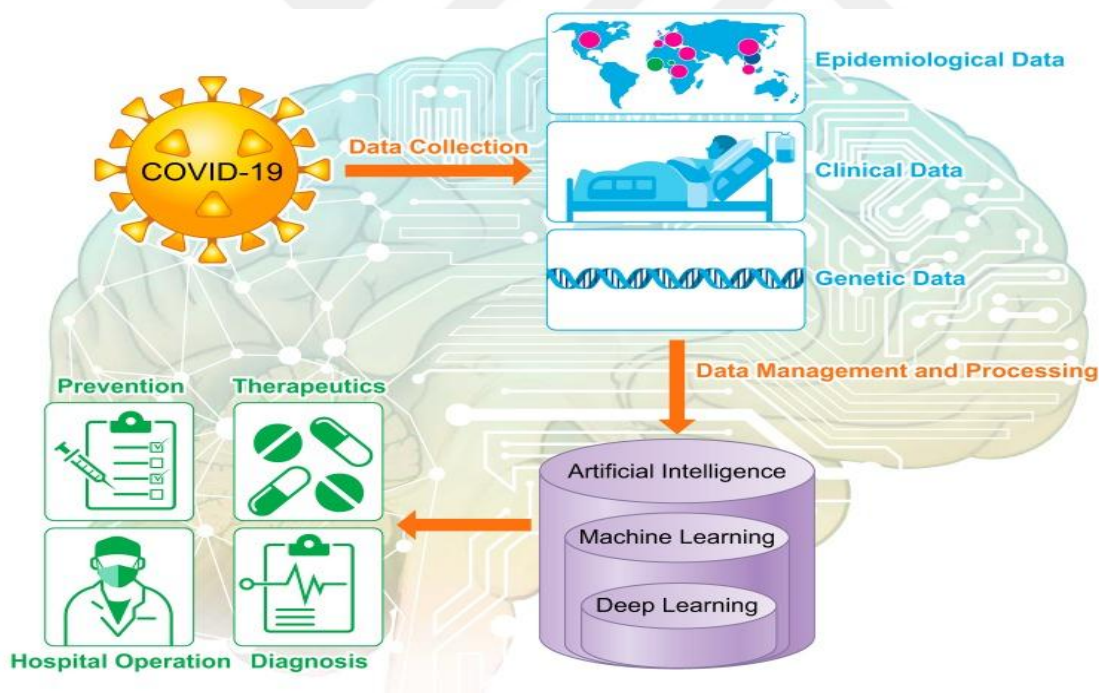 COVID-19
Data Collection
Epidemiological Data
Clinical Data
Genetic Data
Data Management and Processing
Artificial Intelligence
Machine Learning
Deep Learning
Prevention
Therapeutics
Hospital Operation
Diagnosis